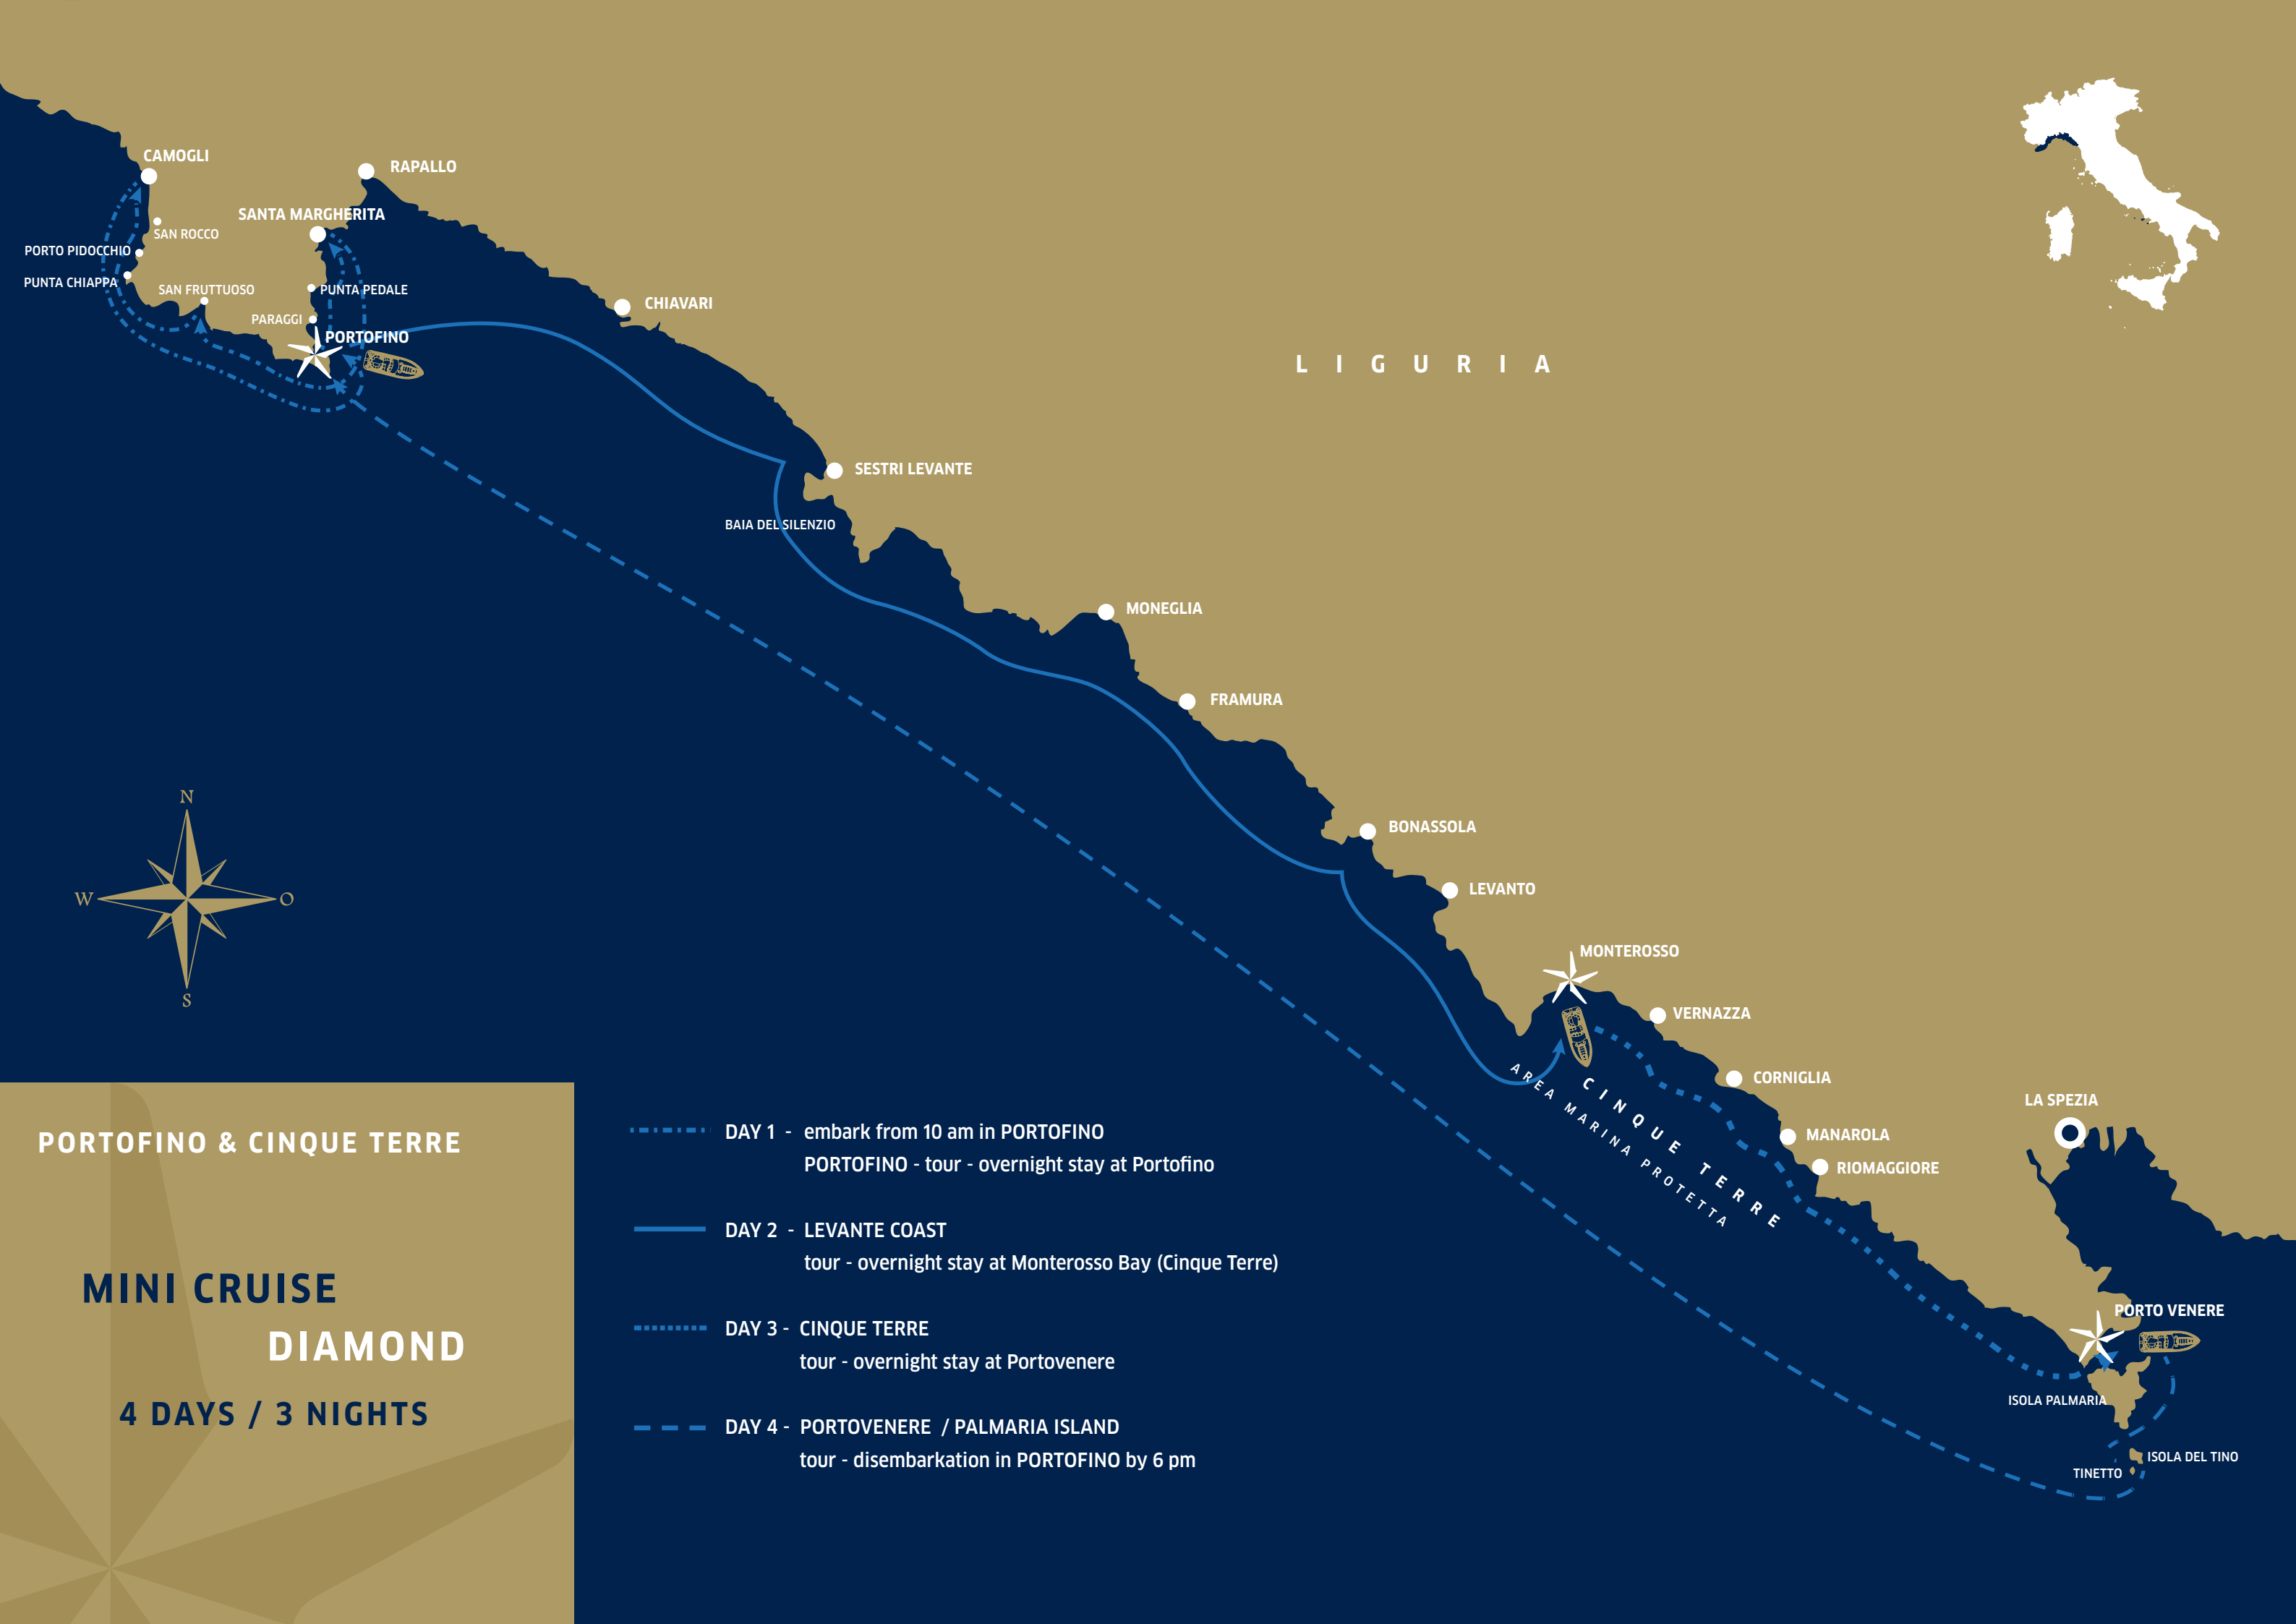 CAMOGLI
RAPALLO
SANTA MARGHERITA
SAN ROCCO
PORTO PIDOCCHIO
PUNTA CHIAPPA
SAN FRUTTUOSO
PUNTA PEDALE
PARAGGI
PORTOFINO
CHIAVARI
LIGURIA
SESTRI LEVANTE
BAIA DEL SILENZIO
MONEGLIA
FRAMURA
BONASSOLA
LEVANTO
MONTEROSSO
VERNAZZA
CORNIGLIA
MANAROLA
RIOMAGGIORE
CINQUE TERRE
AREA MARINA PROTETTA
LA SPEZIA
PORTO VENERE
ISOLA PALMARIA
ISOLA DEL TINO
TINETTO
N
W
O
S
PORTOFINO & CINQUE TERRE
MINI CRUISE
DIAMOND
4 DAYS / 3 NIGHTS
DAY 1 - embark from 10 am in PORTOFINO
PORTOFINO - tour - overnight stay at Portofino
DAY 2 - LEVANTE COAST
tour - overnight stay at Monterosso Bay (Cinque Terre)
DAY 3 - CINQUE TERRE
tour - overnight stay at Portovenere
DAY 4 - PORTOVENERE / PALMARIA ISLAND
tour - disembarkation in PORTOFINO by 6 pm